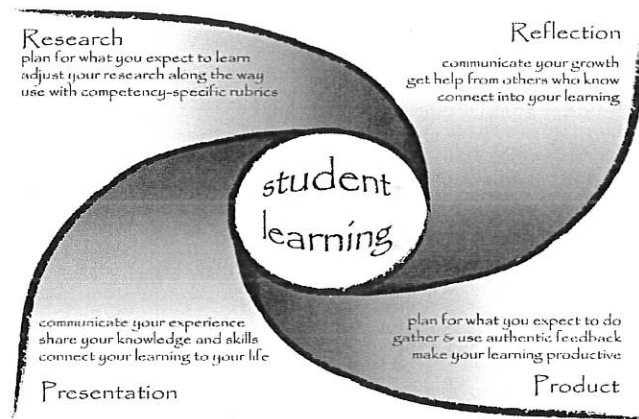 Research
plan for what you expect to learn
adjust your research along the way
use with competency-specific rubrics
Reflection
communicate your growth
get help from others who know
connect into your learning
student
learning
communicate your experience
share your knowledge and skills
connect your learning to your life
Presentation
plan for what you expect to do
gather & use authentic feedback
make your learning productive
Product